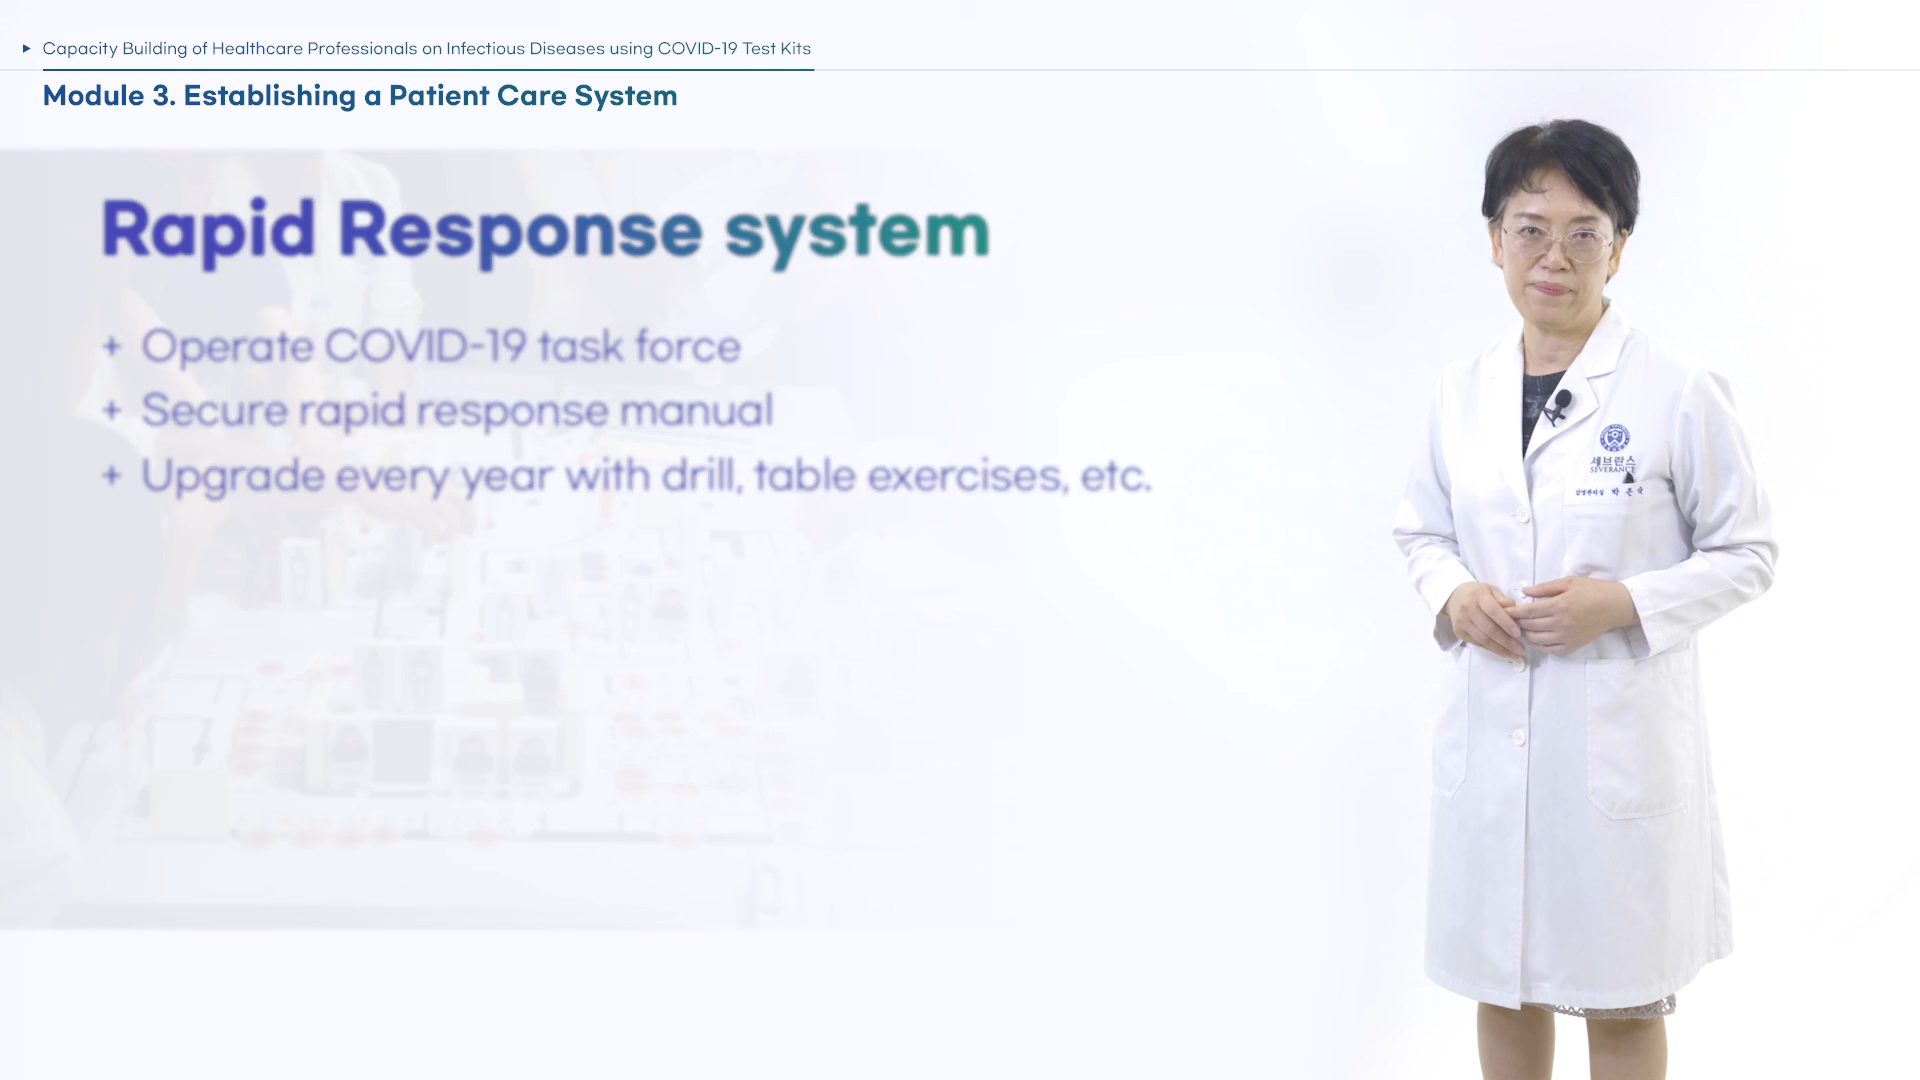 Capacity Building of Healthcare Professionals on Infectious Diseases using COVID-19 Test Kits
Module 3. Establishing a Patient Care System
Rapid Response system
+ Operate COVID-19 task force
+ Secure rapid response manual
+ Upgrade every year with drill, table exercises, etc.
세브란스
SEVERANCE